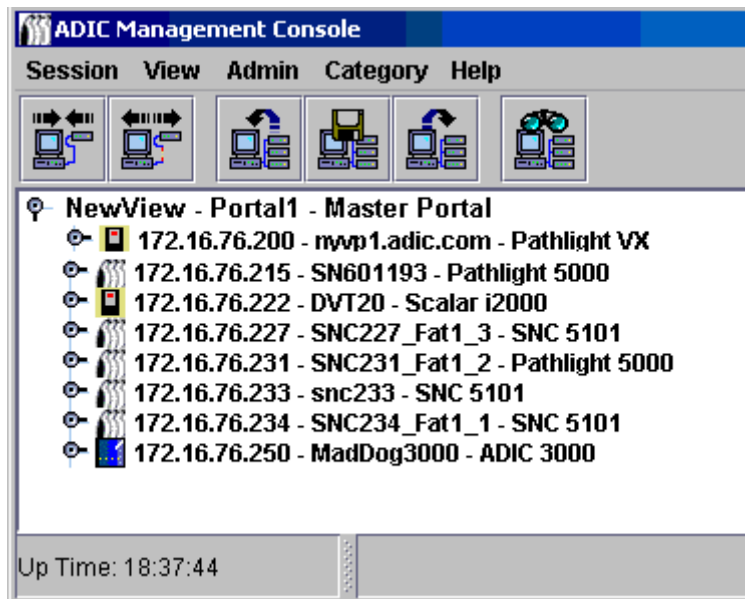 ADIC Management Console
Session View Admin Category Help
NewView - Portal1 - Master Portal
172.16.76.200 - nyvp1.adic.com - Pathlight VX
172.16.76.215 - SN601193 - Pathlight 5000
172.16.76.222 - DVT20 - Scalar i2000
172.16.76.227 - SNC227_Fat1_3 - SNC 5101
172.16.76.231 - SNC231_Fat1_2 - Pathlight 5000
172.16.76.233 - snc233 - SNC 5101
172.16.76.234 - SNC234_Fat1_1 - SNC 5101
172.16.76.250 - MadDog3000 - ADIC 3000
Up Time: 18:37:44